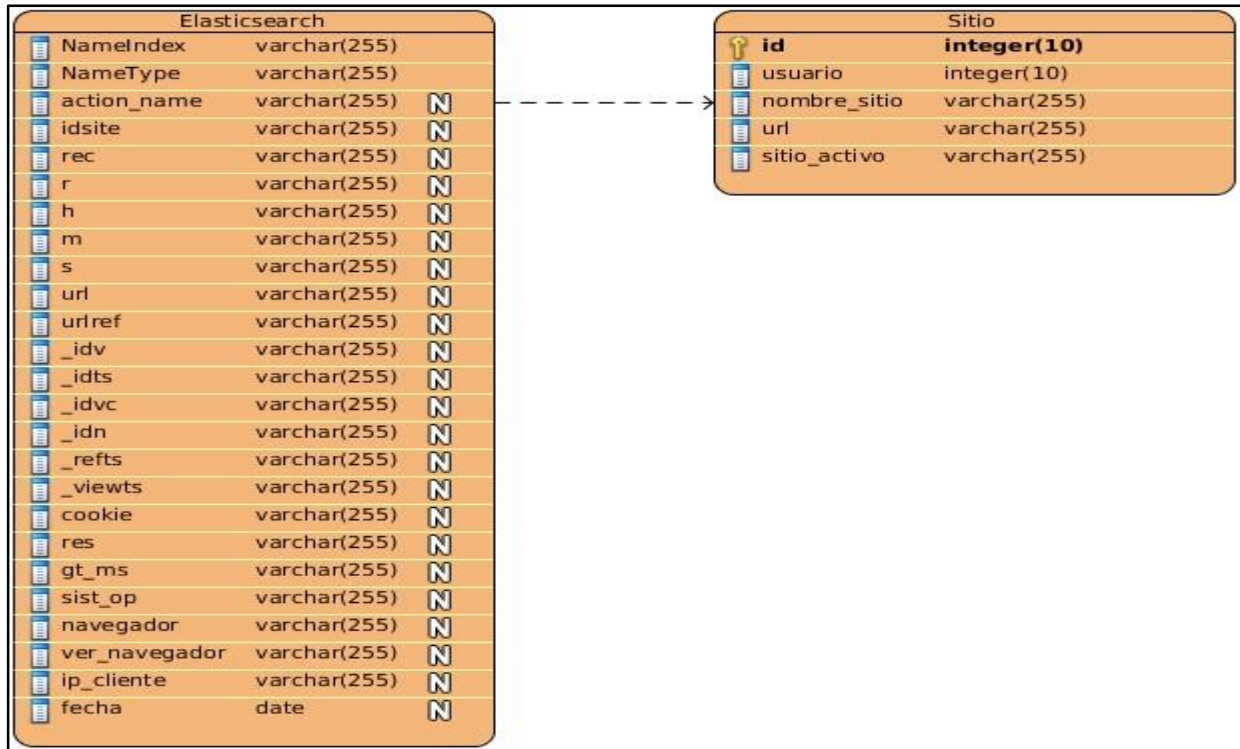 Elasticsearch
NameIndex varchar(255)
NameType varchar(255)
action_name varchar(255) N
idsite varchar(255) N
rec varchar(255) N
r varchar(255) N
h varchar(255) N
m varchar(255) N
s varchar(255) N
url varchar(255) N
urlref varchar(255) N
_idv varchar(255) N
_idts varchar(255) N
_idvc varchar(255) N
_idn varchar(255) N
_refts varchar(255) N
_viewts varchar(255) N
cookie varchar(255) N
res varchar(255) N
gt_ms varchar(255) N
sist_op varchar(255) N
navegador varchar(255) N
ver_navegador varchar(255) N
ip_cliente varchar(255) N
fecha date N
Sitio
id integer(10)
usuario integer(10)
nombre_sitio varchar(255)
url varchar(255)
sitio_activo varchar(255)